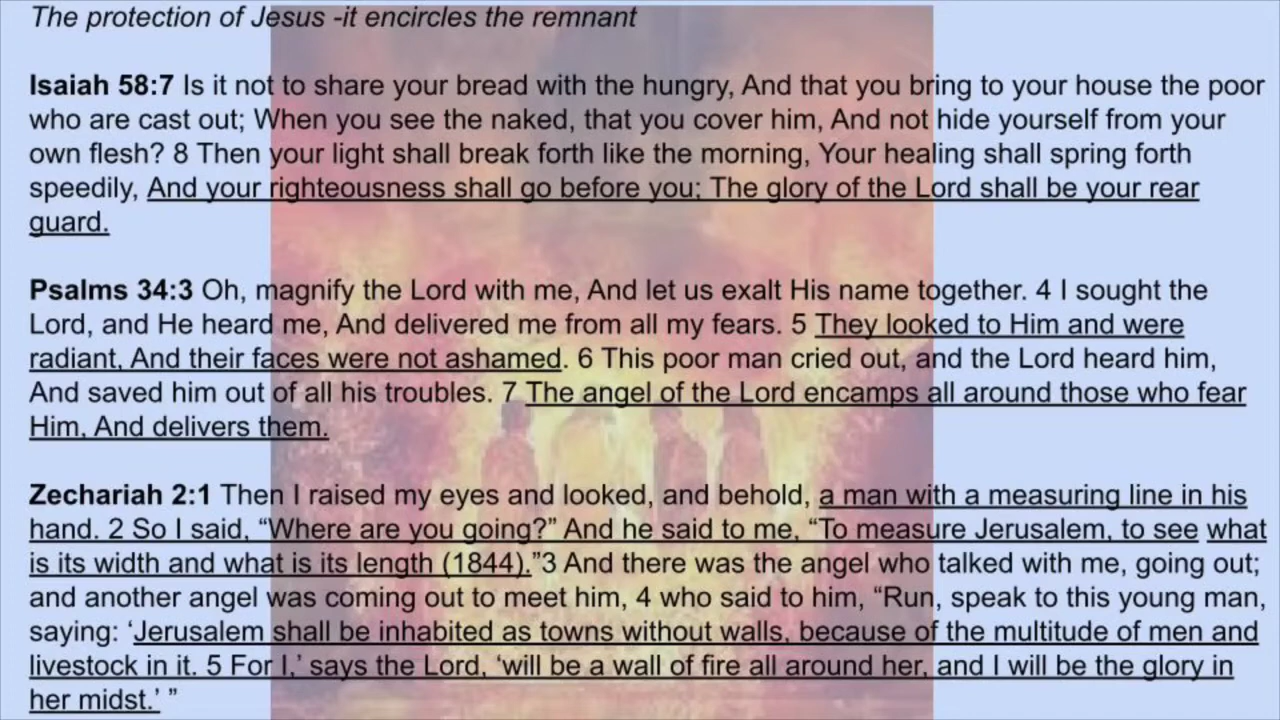 The protection of Jesus -it encircles the remnant
Isaiah 58:7 Is it not to share your bread with the hungry, And that you bring to your house the poor
who are cast out; When you see the naked, that you cover him, And not hide yourself from your
own flesh? 8 Then your light shall break forth like the morning, Your healing shall spring forth
speedily, And your righteousness shall go before you; The glory of the Lord shall be your rear
guard.
Psalms 34:3 Oh, magnify the Lord with me, And let us exalt His name together. 4 I sought the
Lord, and He heard me, And delivered me from all my fears. 5 They looked to Him and were
radiant, And their faces were not ashamed. 6 This poor man cried out, and the Lord heard him,
And saved him out of all his troubles. 7 The angel of the Lord encamps all around those who fear
Him, And delivers them.
Zechariah 2:1 Then I raised my eyes and looked, and behold, a man with a measuring line in his
hand. 2 So I said, “Where are you going?” And he said to me, “To measure Jerusalem, to see what
is its width and what is its length (1844).”3 And there was the angel who talked with me, going out;
and another angel was coming out to meet him, 4 who said to him, “Run, speak to this young man,
saying: ‘Jerusalem shall be inhabited as towns without walls, because of the multitude of men and
livestock in it. 5 For I,’ says the Lord, ‘will be a wall of fire all around her, and I will be the glory in
her midst.’ ”